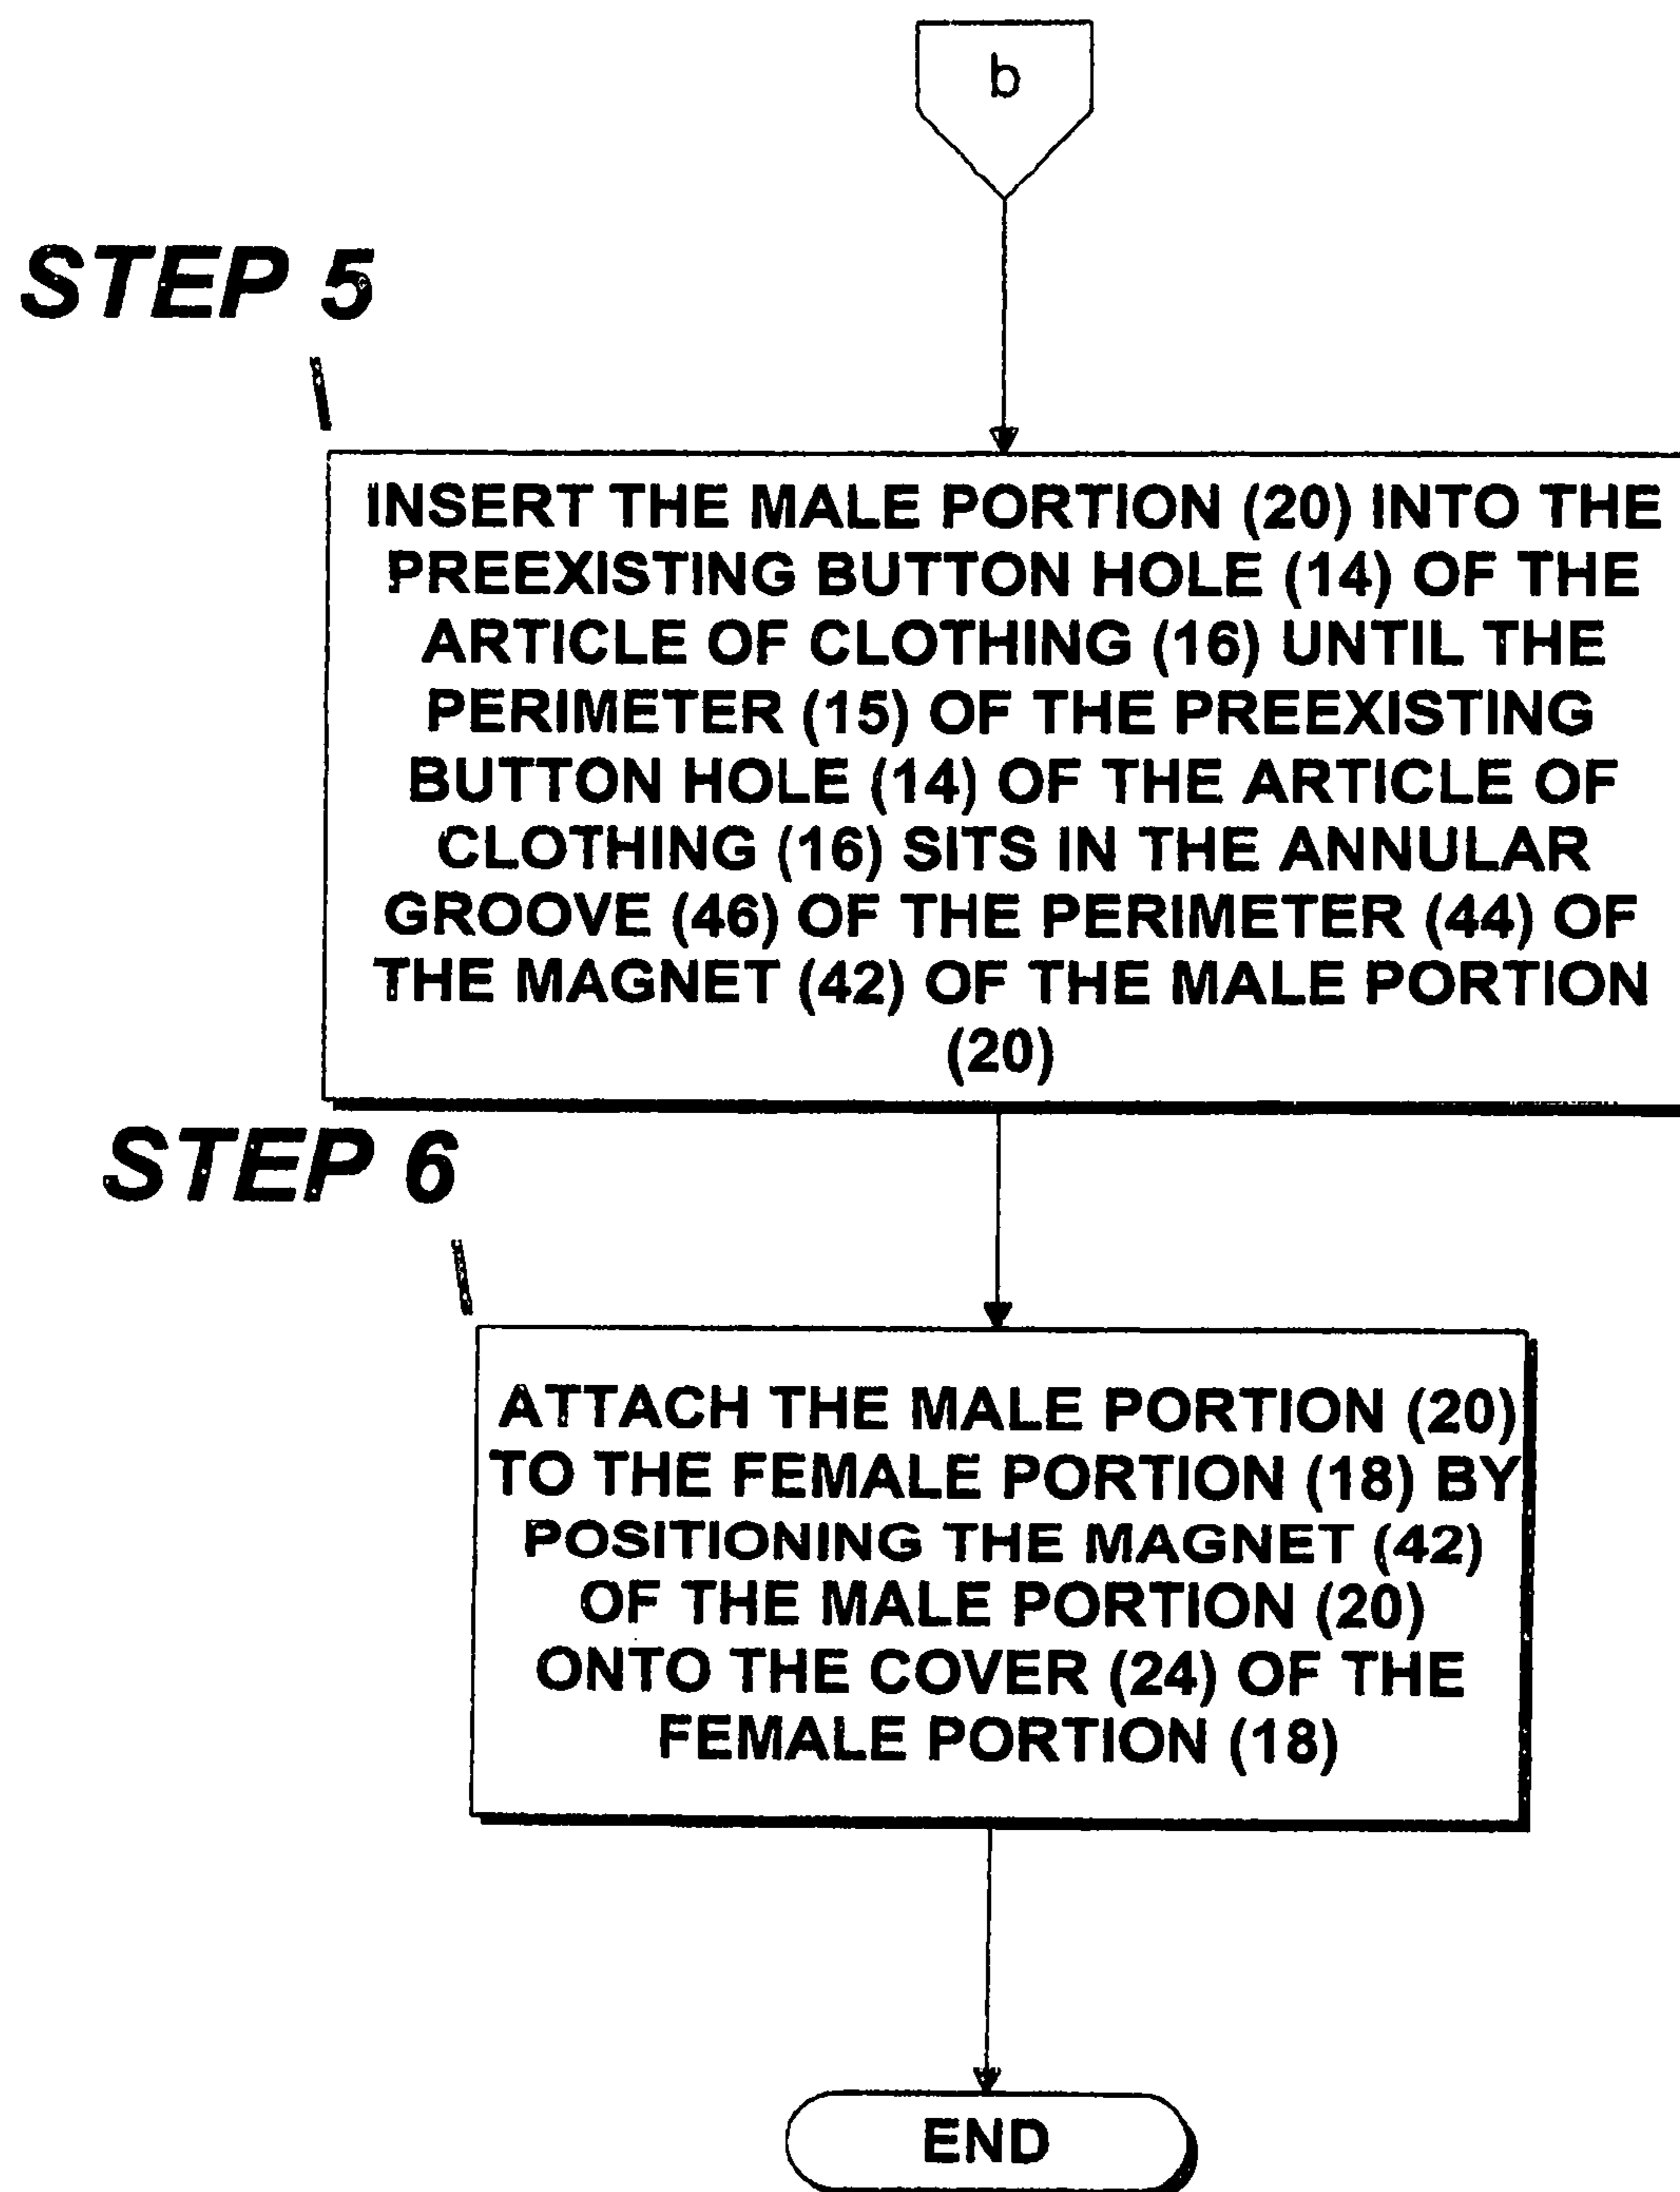 b
STEP 5
INSERT THE MALE PORTION (20) INTO THE
PREEXISTING BUTTON HOLE (14) OF THE
ARTICLE OF CLOTHING (16) UNTIL THE
PERIMETER (15) OF THE PREEXISTING
BUTTON HOLE (14) OF THE ARTICLE OF
CLOTHING (16) SITS IN THE ANNULAR
GROOVE (46) OF THE PERIMETER (44) OF
THE MAGNET (42) OF THE MALE PORTION
(20)
STEP 6
ATTACH THE MALE PORTION (20)
TO THE FEMALE PORTION (18) BY
POSITIONING THE MAGNET (42)
OF THE MALE PORTION (20)
ONTO THE COVER (24) OF THE
FEMALE PORTION (18)
END